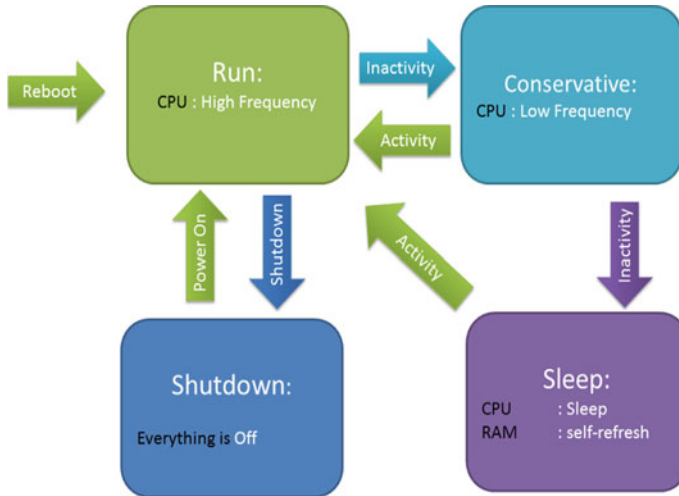 Reboot
Run:
CPU : High Frequency
Inactivity
Activity
Conservative:
CPU : Low Frequency
Power On
Shutdown
Activity
Inactivity
Shutdown:
Everything is Off
Sleep:
CPU : Sleep
RAM : self-refresh